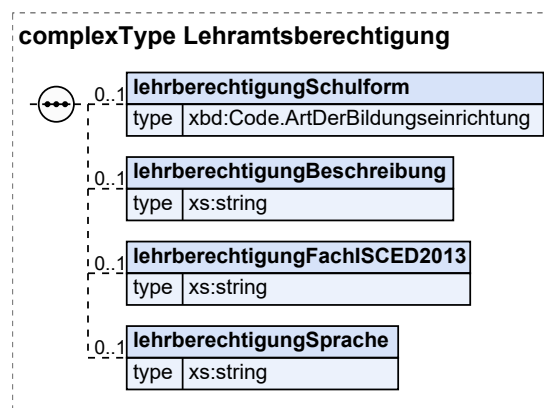 complexType Lehramtsberechtigung
0..1 lehrberechtigungSchulform
type xbd:Code.ArtDerBildungseinrichtung
0..1 lehrberechtigungBeschreibung
type xs:string
0..1 lehrberechtigungFachISCED2013
type xs:string
0..1 lehrberechtigungSprache
type xs:string